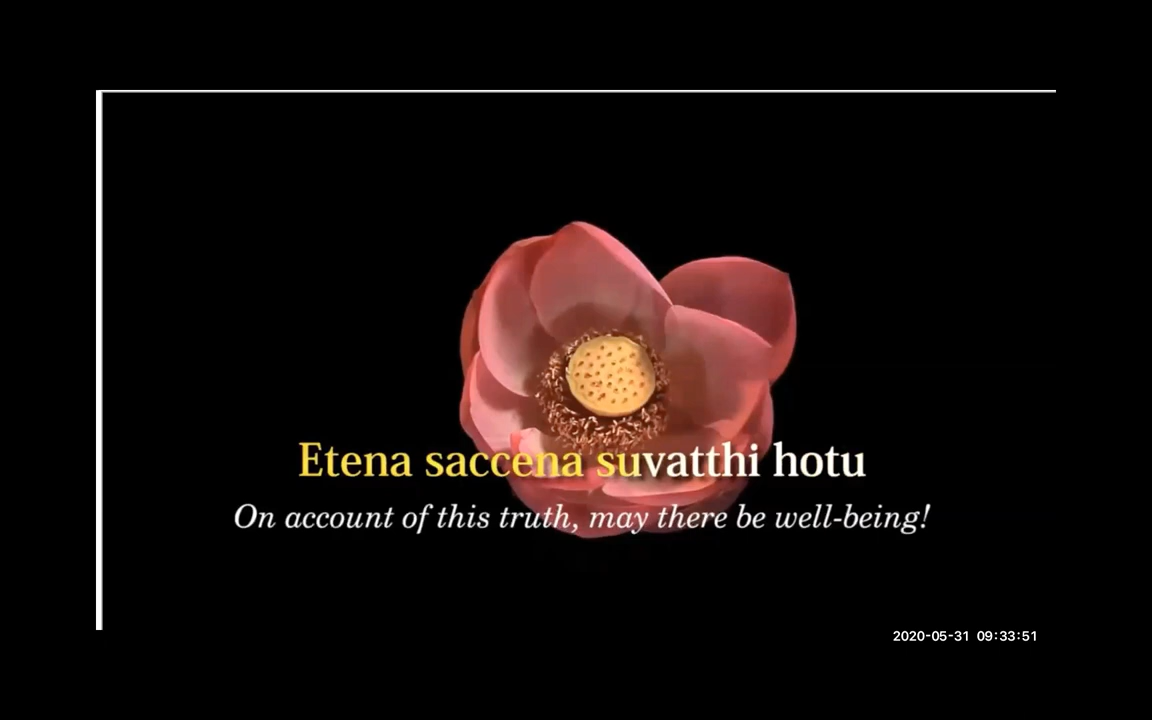 Etena saccena suvatthi hotu
On account of this truth, may there be well-being!
2020-05-31 09:33:51